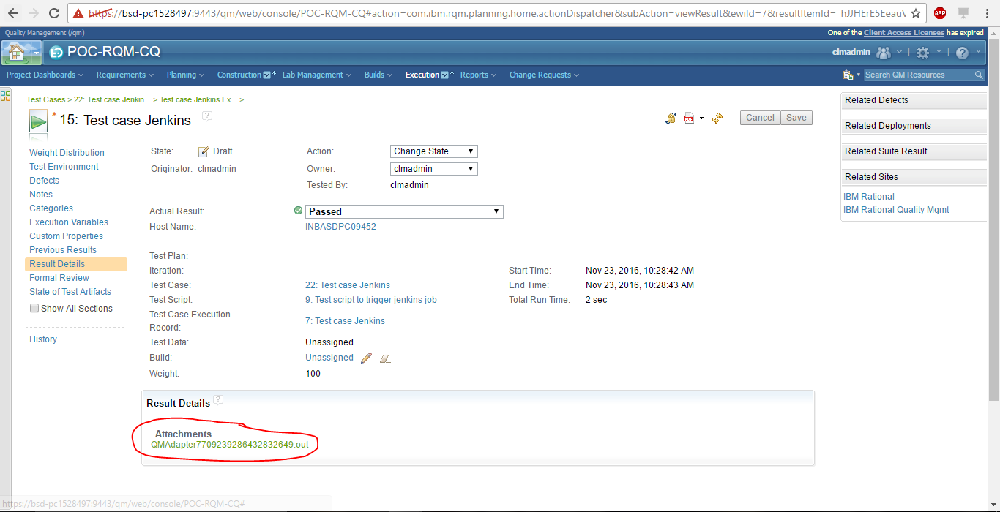 https://bsd-pc1528497:9443/qm/web/console/POC-RQM-CQ#action=com.ibm.rqm.planning.home.actionDispatcher&subAction=viewResult&ewiId=7&resultItemId=_hJJHErE5EeauV
ABP
Quality Management (/qm)
One of the Client Access Licenses has expired
POC-RQM-CQ
clmadmin
Project Dashboards Requirements Planning Construction * Lab Management Builds Execution * Reports Change Requests
Search QM Resources
Test Cases > 22: Test case Jenkin... > Test case Jenkins Ex... >
* 15: Test case Jenkins ?
PDF
Cancel Save
Weight Distribution
Test Environment
Defects
Notes
Categories
Execution Variables
Custom Properties
Previous Results
Result Details
Formal Review
State of Test Artifacts
Show All Sections
History
State: Draft Action: Change State
Originator: clmadmin Owner: clmadmin
Tested By: clmadmin
Actual Result: Passed
Host Name: INBASDPC09452
Test Plan:
Iteration: Start Time: Nov 23, 2016, 10:28:42 AM
Test Case: 22: Test case Jenkins End Time: Nov 23, 2016, 10:28:43 AM
Test Script: 9: Test script to trigger jenkins job Total Run Time: 2 sec
Test Case Execution
Record: 7: Test case Jenkins
Test Data: Unassigned
Build: Unassigned
Weight: 100
Result Details ?
Attachments
QMAdapter7709239286432832649.out
Related Defects
Related Deployments
Related Suite Result
Related Sites
IBM Rational
IBM Rational Quality Mgmt
https://bsd-pc1528497:9443/qm/web/console/POC-RQM-CQ#